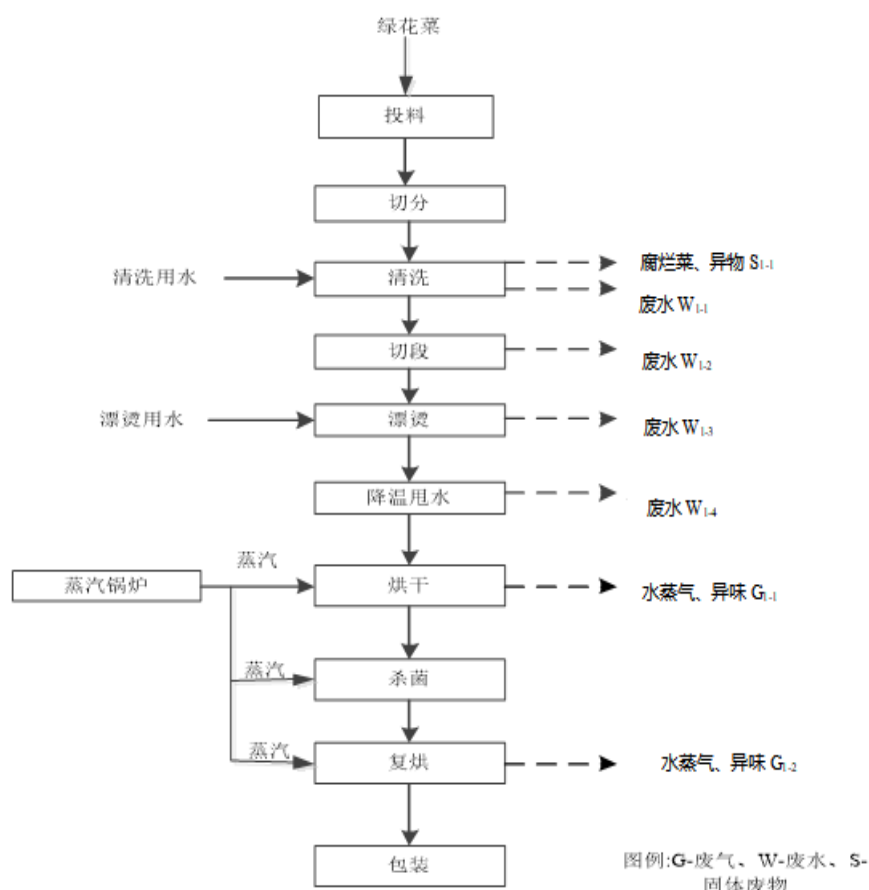 绿花菜
投料
切分
清洗用水
清洗
腐烂菜、异物 S1-1
废水 W1-1
切段
废水 W1-2
漂烫用水
漂烫
废水 W1-3
降温甩水
废水 W1-4
蒸汽锅炉
蒸汽
烘干
水蒸气、异味 G1-1
蒸汽
杀菌
蒸汽
复烘
水蒸气、异味 G1-2
包装
图例:G-废气、W-废水、S-
固体废物